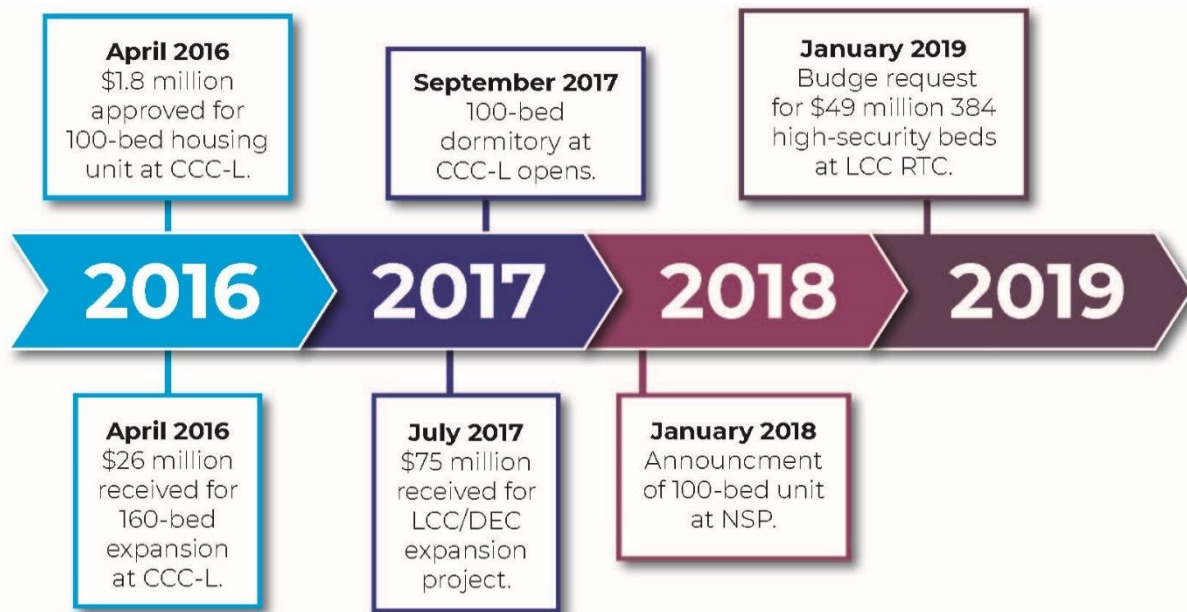 April 2016
$1.8 million
approved for
100-bed housing
unit at CCC-L.
September 2017
100-bed
dormitory at
CCC-L opens.
January 2019
Budge request
for $49 million 384
high-security beds
at LCC RTC.
2016
2017
2018
2019
April 2016
$26 million
received for
160-bed
expansion
at CCC-L.
July 2017
$75 million
received for
LCC/DEC
expansion
project.
January 2018
Announcment
of 100-bed unit
at NSP.